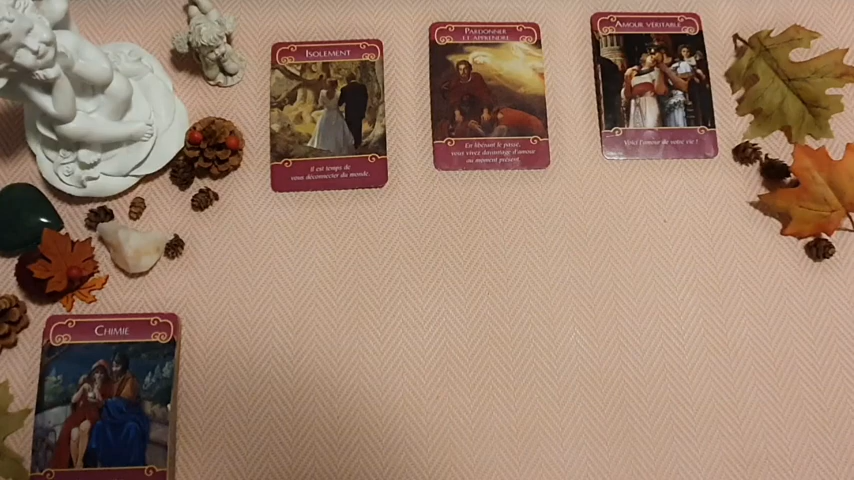 ISOLEMENT
Il est temps de
vous déconnecter du monde.
PARDONNER
ET APPRENDRE
En libérant le passé,
vous vivez davantage d'amour
au moment présent.
AMOUR VÉRITABLE
Voici l'amour de votre vie !
CHIMIE